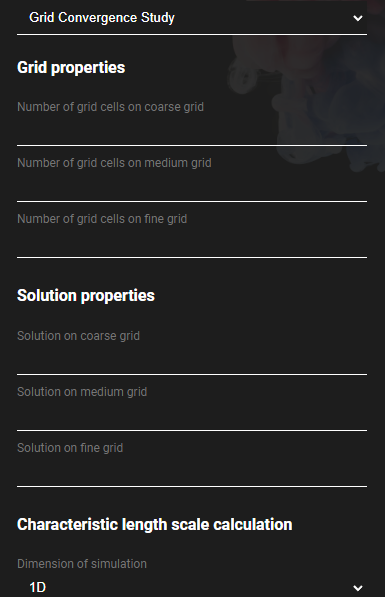 Grid Convergence Study
Grid properties
Number of grid cells on coarse grid
Number of grid cells on medium grid
Number of grid cells on fine grid
Solution properties
Solution on coarse grid
Solution on medium grid
Solution on fine grid
Characteristic length scale calculation
Dimension of simulation
1D